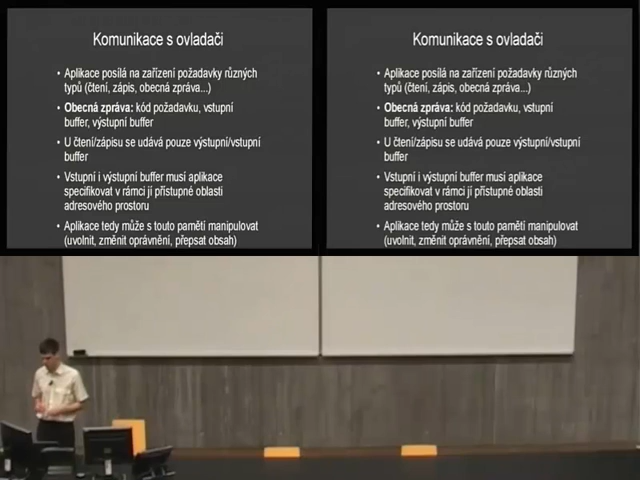 Komunikace s ovladači
• Aplikace posílá na zařízení požadavky různých
typů (čtení, zápis, obecná zpráva...)
• Obecná zpráva: kód požadavku, vstupní
buffer, výstupní buffer
• U čtení/zápisu se udává pouze výstupní/vstupní
buffer
• Vstupní i výstupní buffer musí aplikace
specifikovat v rámci jí přístupné oblasti
adresového prostoru
• Aplikace tedy může s touto pamětí manipulovat
(uvolnit, změnit oprávnění, přepsat obsah)
Komunikace s ovladači
• Aplikace posílá na zařízení požadavky různých
typů (čtení, zápis, obecná zpráva...)
• Obecná zpráva: kód požadavku, vstupní
buffer, výstupní buffer
• U čtení/zápisu se udává pouze výstupní/vstupní
buffer
• Vstupní i výstupní buffer musí aplikace
specifikovat v rámci jí přístupné oblasti
adresového prostoru
• Aplikace tedy může s touto pamětí manipulovat
(uvolnit, změnit oprávnění, přepsat obsah)